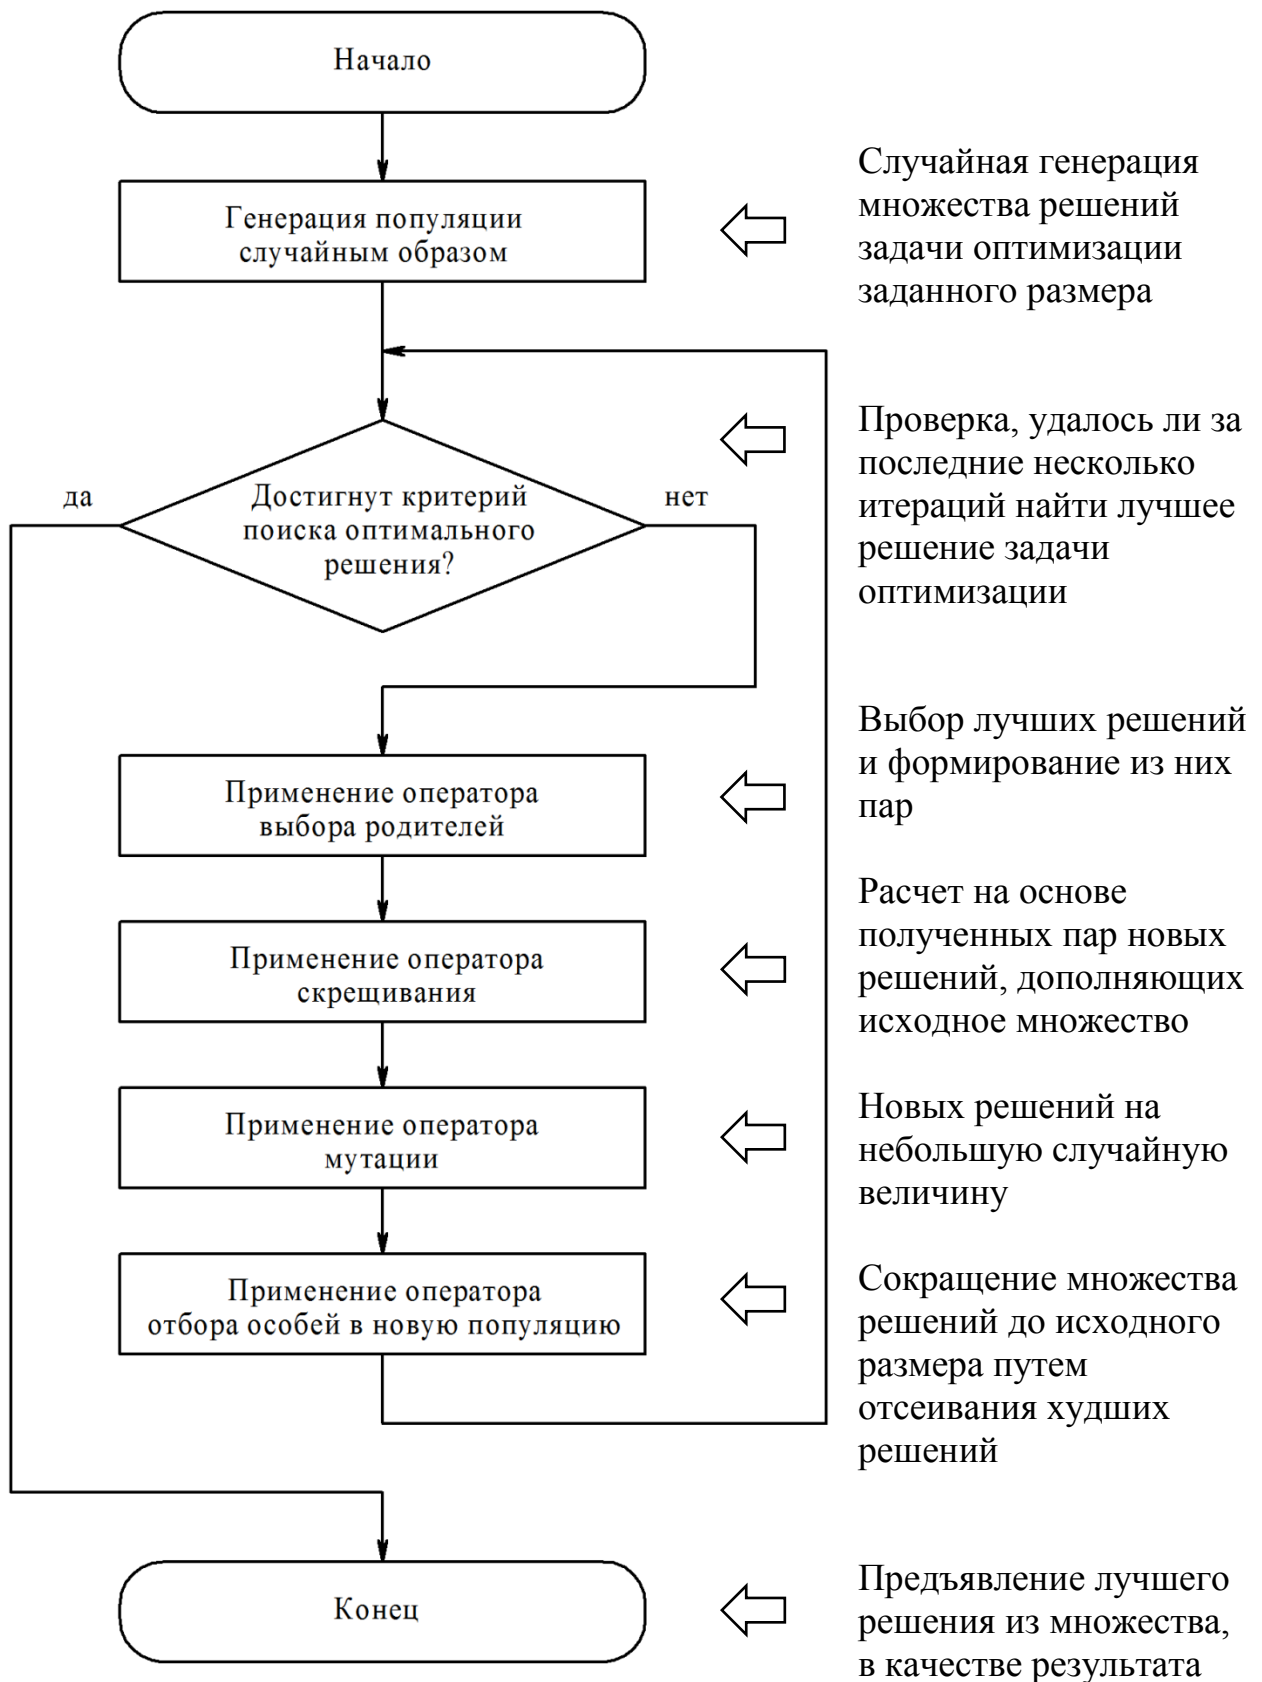 Начало
Генерация популяции
случайным образом
Случайная генерация
множества решений
задачи оптимизации
заданного размера
да
Достигнут критерий
поиска оптимального
решения?
нет
Проверка, удалось ли за
последние несколько
итераций найти лучшее
решение задачи
оптимизации
Применение оператора
выбора родителей
Выбор лучших решений
и формирование из них
пар
Применение оператора
скрещивания
Расчет на основе
полученных пар новых
решений, дополняющих
исходное множество
Применение оператора
мутации
Новых решений на
небольшую случайную
величину
Применение оператора
отбора особей в новую популяцию
Сокращение множества
решений до исходного
размера путем
отсеивания худших
решений
Конец
Предъявление лучшего
решения из множества,
в качестве результата